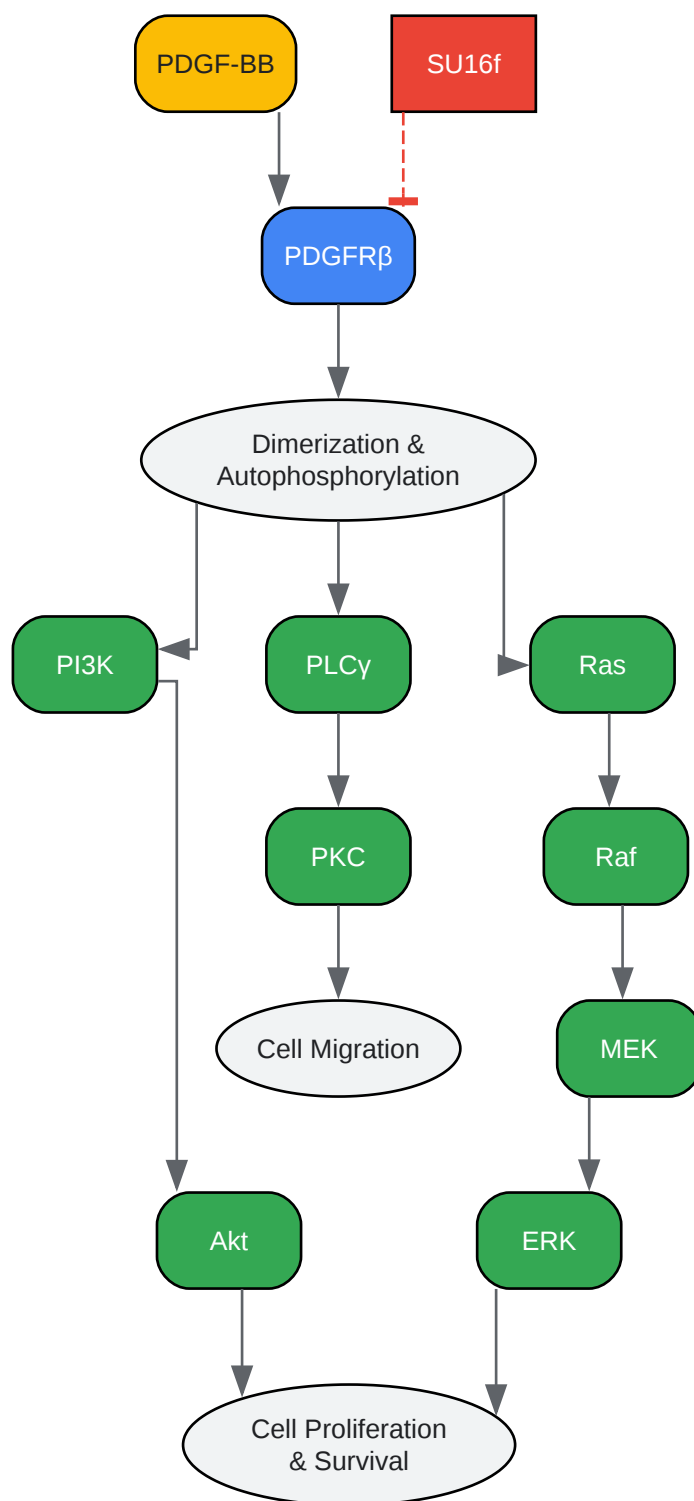 PDGF-BB
SU16f
PDGFRβ
Dimerization &
Autophosphorylation
PI3K
PLCγ
Ras
PKC
Raf
Cell Migration
MEK
Akt
ERK
Cell Proliferation
& Survival